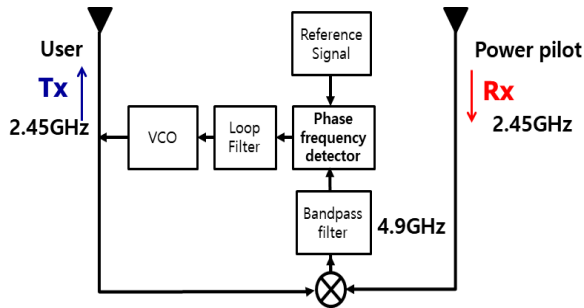 User
Tx
2.45GHz
Reference
Signal
Power pilot
Rx
2.45GHz
VCO
Loop
Filter
Phase
frequency
detector
Bandpass
filter
4.9GHz